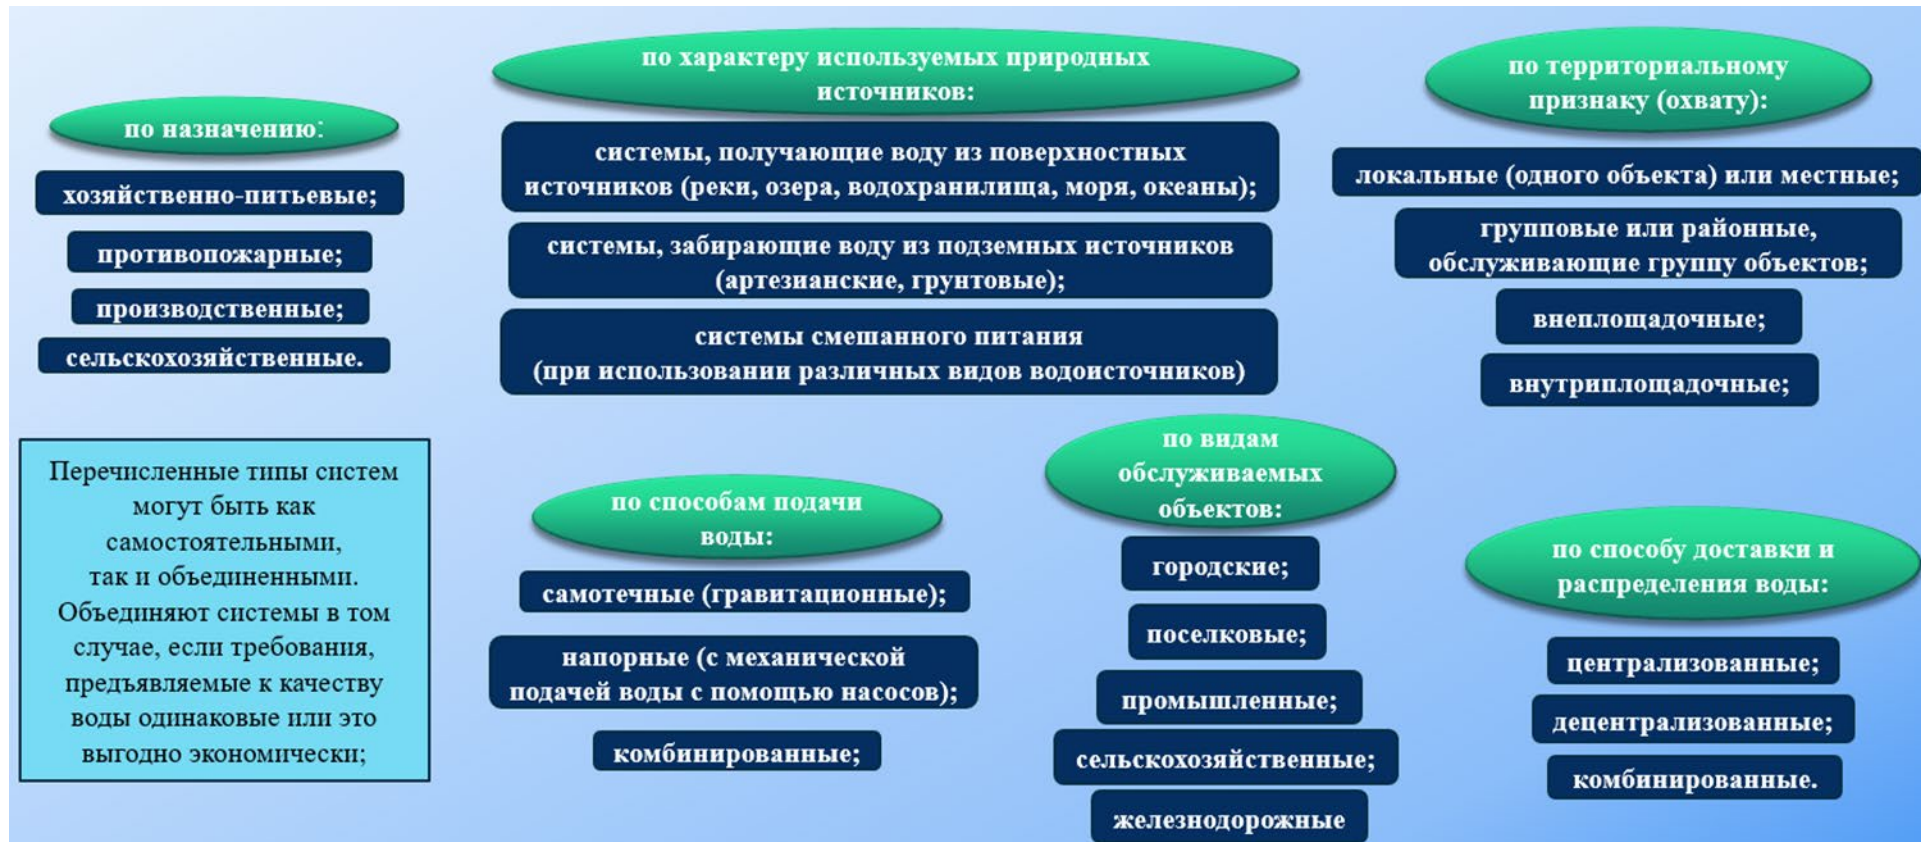 по назначению:
хозяйственно-питьевые;
противопожарные;
производственные;
сельскохозяйственные.
по характеру используемых природных
источников:
системы, получающие воду из поверхностных
источников (реки, озера, водохранилища, моря, океаны);
системы, забирающие воду из подземных источников
(артезианские, грунтовые);
системы смешанного питания
(при использовании различных видов водоисточников)
по территориальному
признаку (охвату):
локальные (одного объекта) или местные;
групповые или районные,
обслуживающие группу объектов;
внеплощадочные;
внутриплощадочные;
Перечисленные типы систем
могут быть как
самостоятельными,
так и объединенными.
Объединяют системы в том
случае, если требования,
предъявляемые к качеству
воды одинаковые или это
выгодно экономически;
по способам подачи
воды:
самотечные (гравитационные);
напорные (с механической
подачей воды с помощью насосов);
комбинированные;
по видам
обслуживаемых
объектов:
городские;
поселковые;
промышленные;
сельскохозяйственные;
железнодорожные
по способу доставки и
распределения воды:
централизованные;
децентрализованные;
комбинированные.